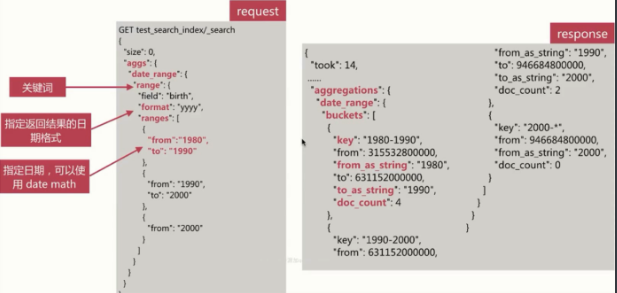 request
GET test_search_index/_search
{
"size": 0,
"aggs": {
"date_range": {
"range": {
"field": "birth",
"format": "yyyy",
"ranges": [
{
"from":"1980",
"to": "1990"
},
{
"from": "1990",
"to": "2000"
},
{
"from": "2000"
}
]
}
}
}
关键词
指定返回结果的日
期格式
指定日期，可以使
用 date math
response
{
"took": 14,
......
"aggregations": {
"date_range": {
"buckets": [
{
"key": "1980-1990",
"from": 315532800000,
"from_as_string": "1980",
"to": 631152000000,
"to_as_string": "1990",
"doc_count": 4
},
{
"key": "1990-2000",
"from": 631152000000,
"from_as_string": "1990",
"to": 946684800000,
"to_as_string": "2000",
"doc_count": 2
},
{
"key": "2000-*",
"from": 946684800000,
"from_as_string": "2000",
"doc_count": 0
}
]
}
}
}